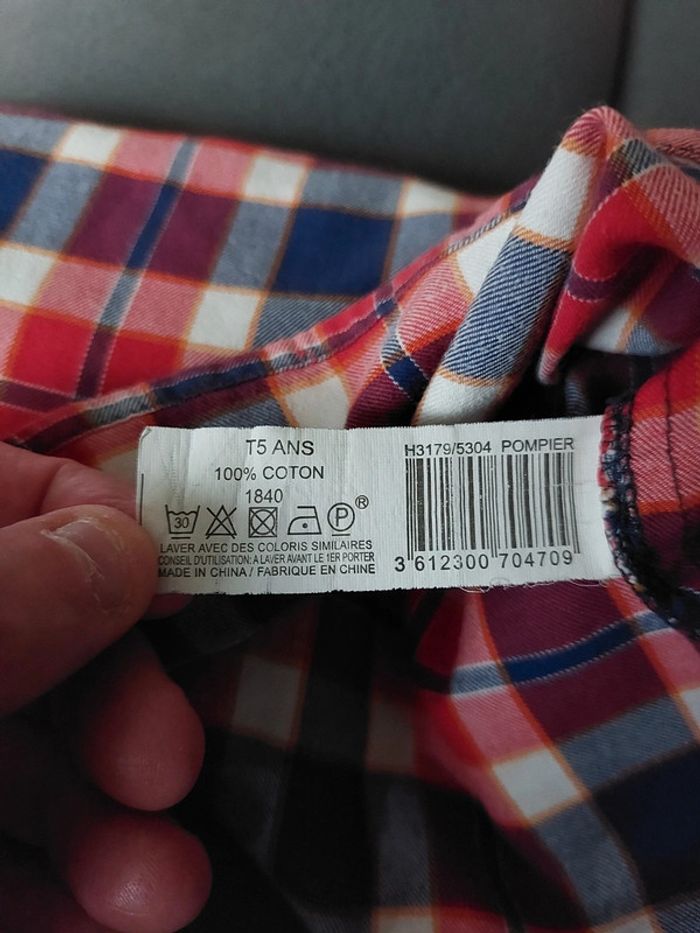 T5 ANS
100% COTON
1840
30 P ®
LAVER AVEC DES COLORIS SIMILAIRES
CONSEIL D'UTILISATION: A LAVER AVANT LE 1ER PORTER
MADE IN CHINA / FABRIQUE EN CHINE
H3179/5304 POMPIER
3 612300 704709